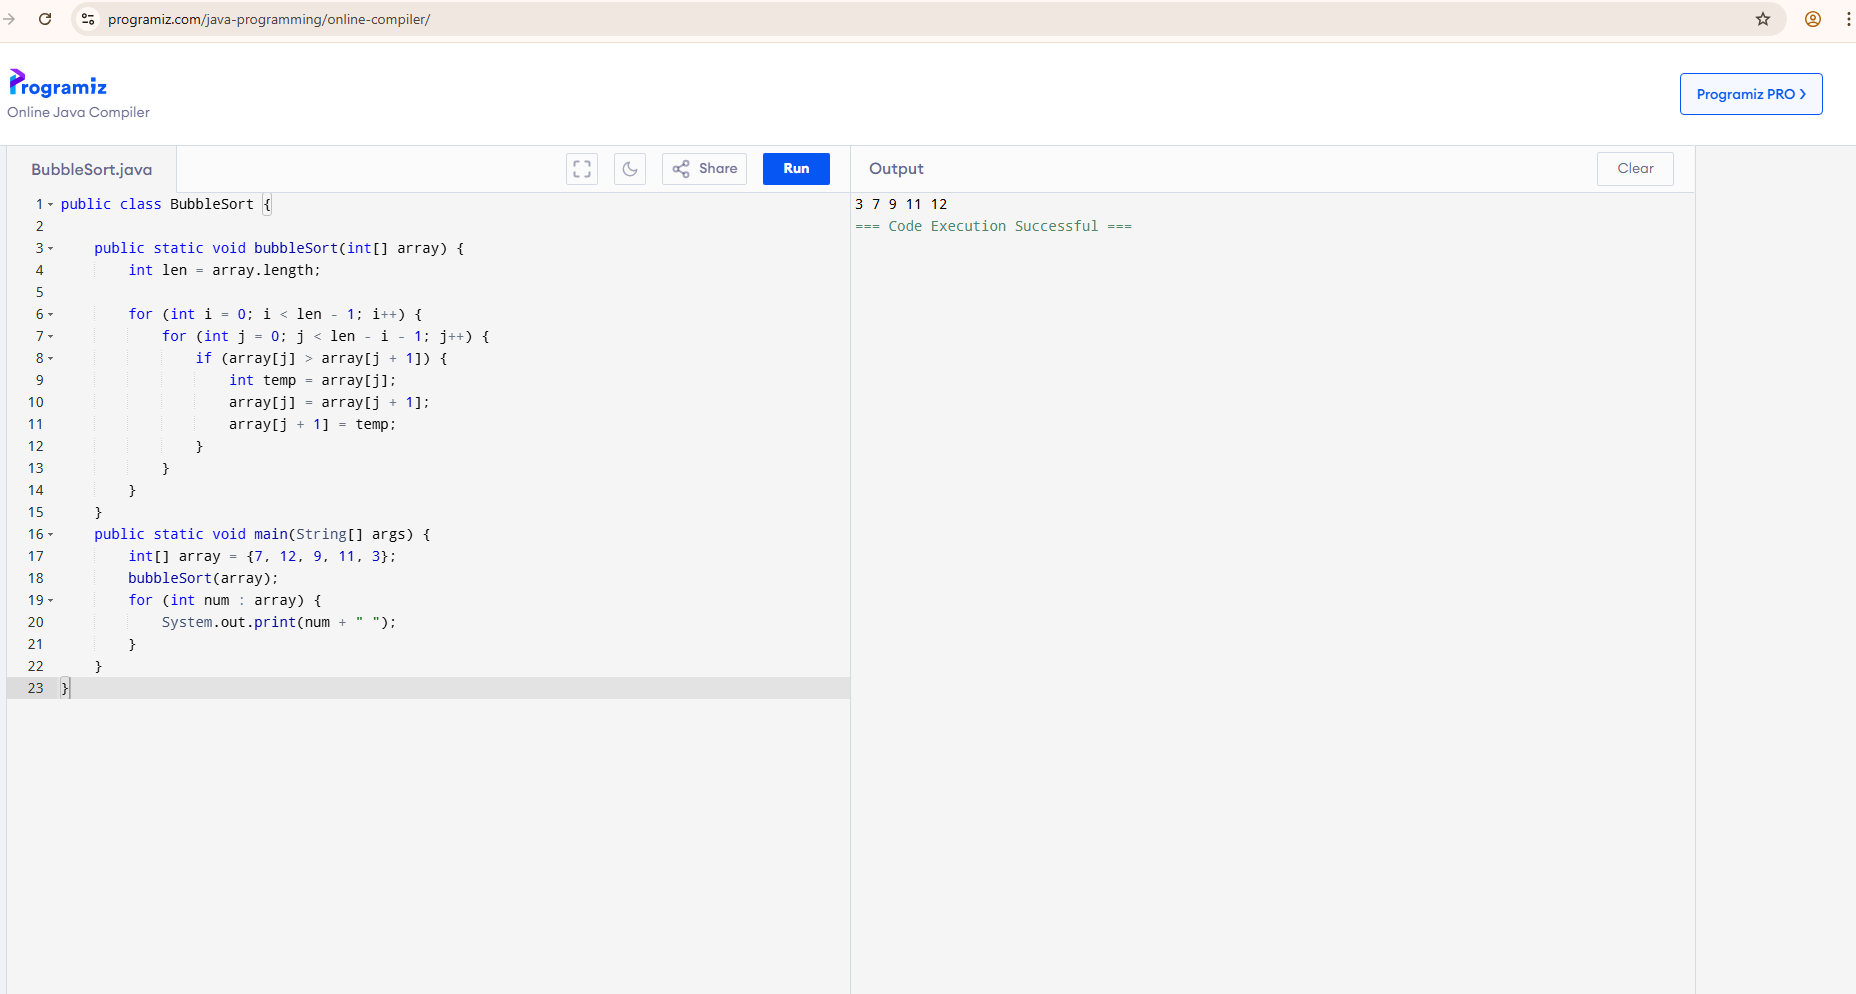 programiz.com/java-programming/online-compiler/
Programiz
Online Java Compiler
Programiz PRO ❯
BubbleSort.java
Share
Run
Output
Clear
1 public class BubbleSort {
2
3     public static void bubbleSort(int[] array) {
4         int len = array.length;
5
6         for (int i = 0; i < len - 1; i++) {
7             for (int j = 0; j < len - i - 1; j++) {
8                 if (array[j] > array[j + 1]) {
9                     int temp = array[j];
10                     array[j] = array[j + 1];
11                     array[j + 1] = temp;
12                 }
13             }
14         }
15     }
16     public static void main(String[] args) {
17         int[] array = {7, 12, 9, 11, 3};
18         bubbleSort(array);
19         for (int num : array) {
20             System.out.print(num + " ");
21         }
22     }
23 }
3 7 9 11 12
=== Code Execution Successful ===